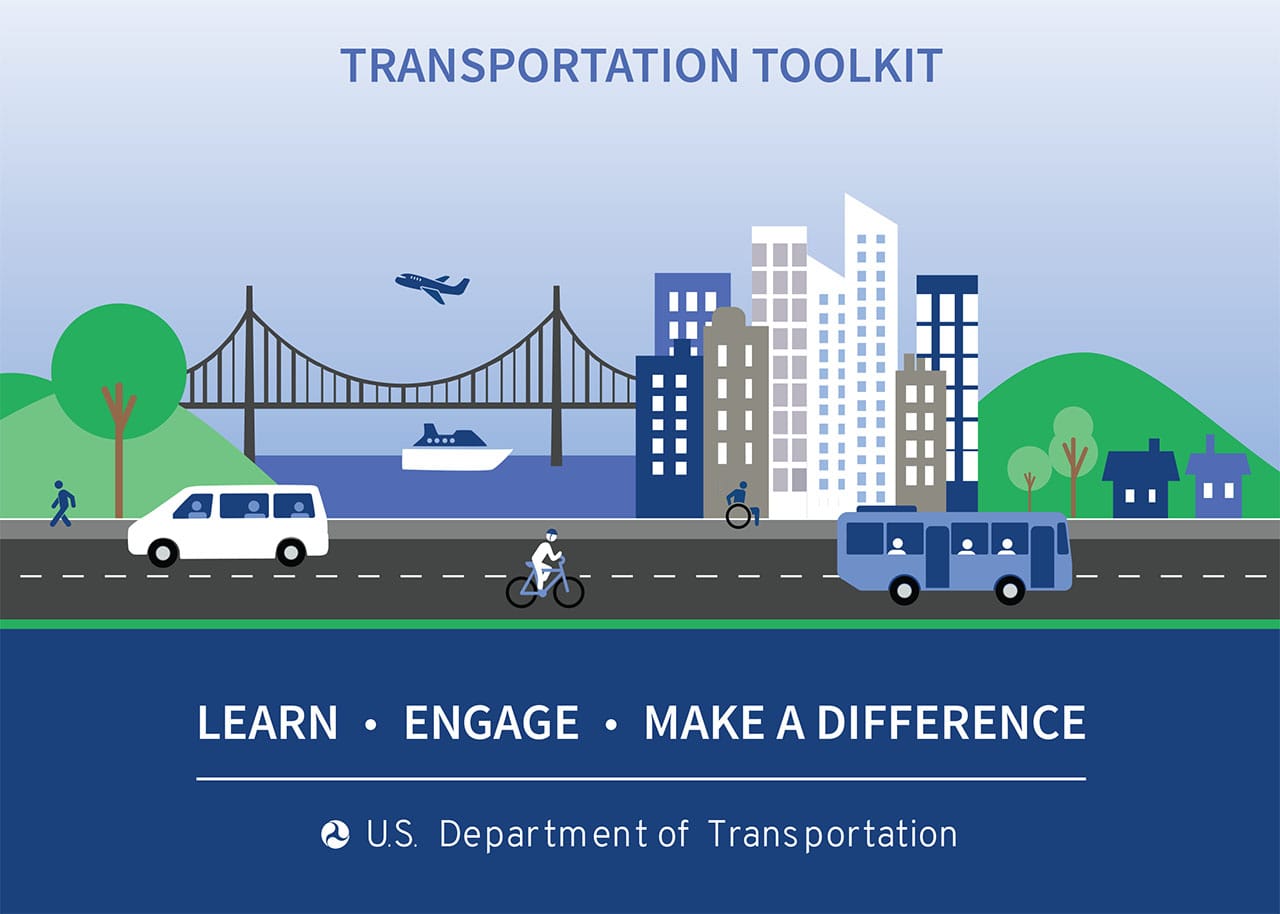 TRANSPORTATION TOOLKIT
LEARN • ENGAGE • MAKE A DIFFERENCE
U.S. Department of Transportation